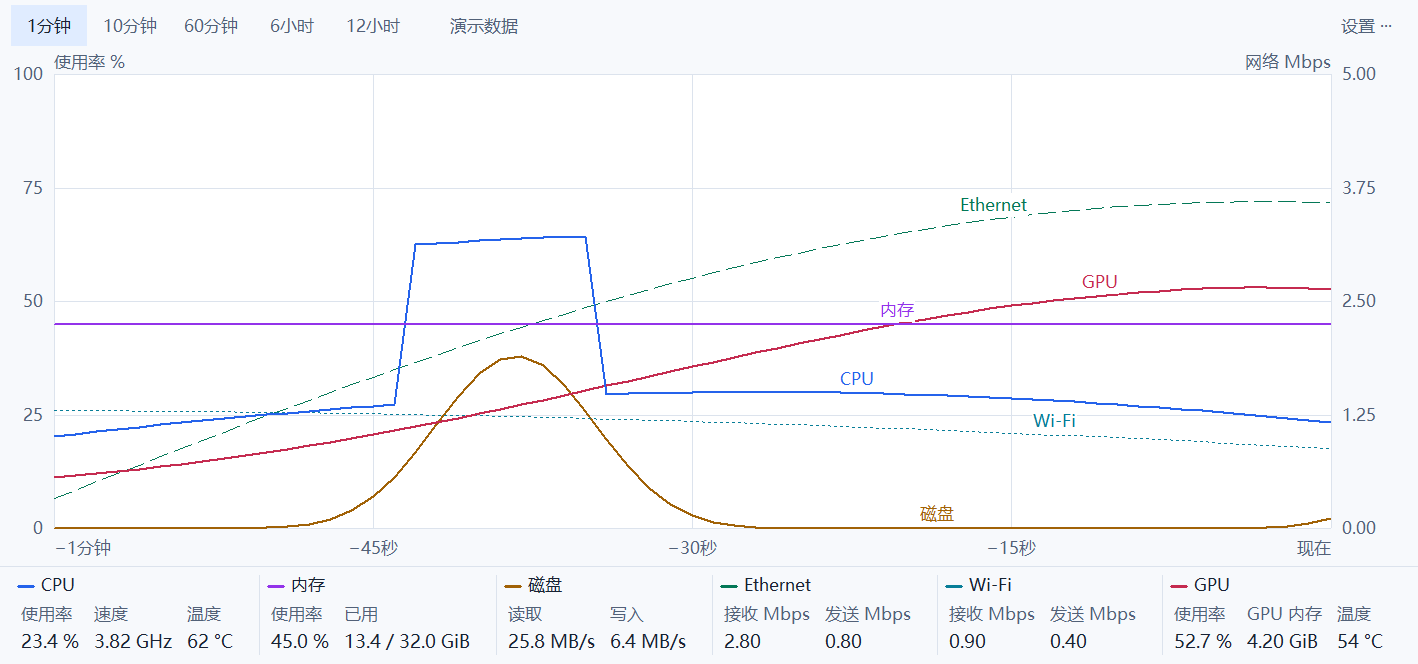 1分钟 10分钟 60分钟 6小时 12小时 演示数据 设置 ···
使用率 % 网络 Mbps
100 5.00
75 3.75
Ethernet
GPU
50 2.50
内存
CPU
25 1.25
Wi-Fi
磁盘
0 0.00
−1分钟 −45秒 −30秒 −15秒 现在
CPU 内存 磁盘 Ethernet Wi-Fi GPU
使用率 速度 温度 使用率 已用 读取 写入 接收 Mbps 发送 Mbps 接收 Mbps 发送 Mbps 使用率 GPU 内存 温度
23.4 % 3.82 GHz 62 °C 45.0 % 13.4 / 32.0 GiB 25.8 MB/s 6.4 MB/s 2.80 0.80 0.90 0.40 52.7 % 4.20 GiB 54 °C